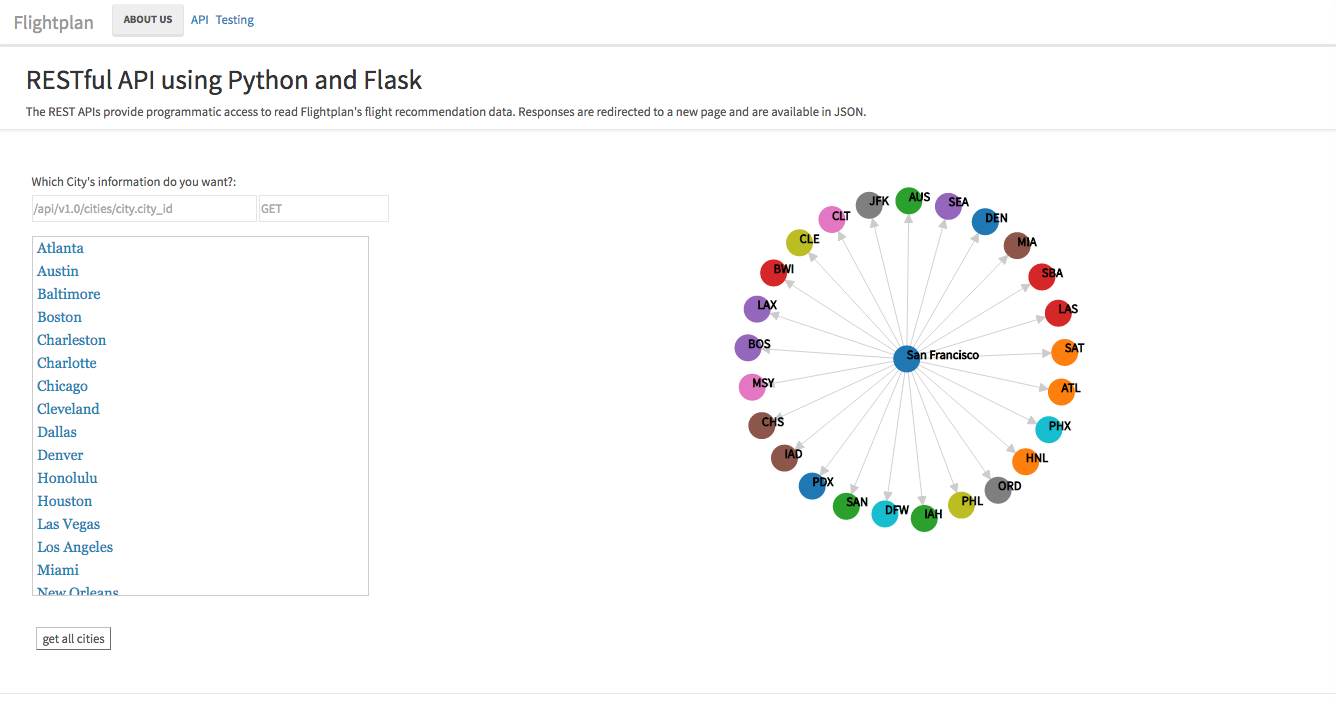 Flightplan ABOUT US API Testing
RESTful API using Python and Flask
The REST APIs provide programmatic access to read Flightplan's flight recommendation data. Responses are redirected to a new page and are available in JSON.
Which City's information do you want?:
/api/v1.0/cities/city.city_id GET
Atlanta
Austin
Baltimore
Boston
Charleston
Charlotte
Chicago
Cleveland
Dallas
Denver
Honolulu
Houston
Las Vegas
Los Angeles
Miami
New Orleans
get all cities
AUS
SEA
DEN
MIA
SBA
LAS
SAT
ATL
PHX
HNL
ORD
PHL
IAH
DFW
SAN
PDX
IAD
CHS
MSY
BOS
LAX
BWI
CLE
CLT
JFK
San Francisco